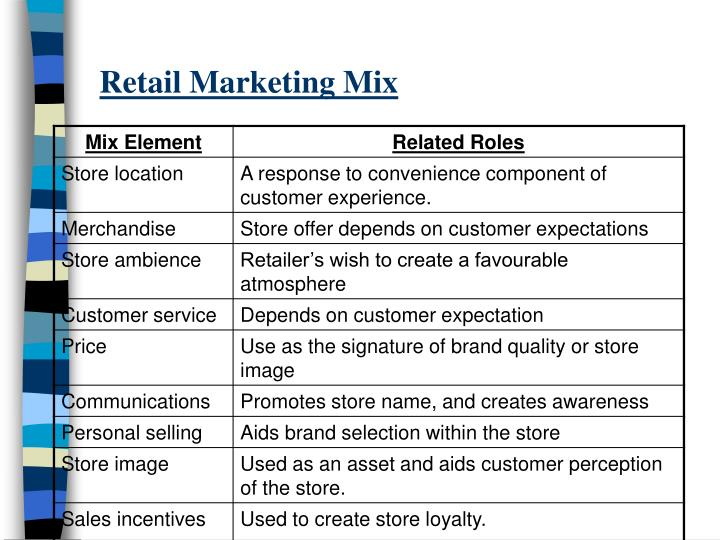 Retail Marketing Mix
Mix Element Related Roles
Store location A response to convenience component of
customer experience.
Merchandise Store offer depends on customer expectations
Store ambience Retailer’s wish to create a favourable
atmosphere
Customer service Depends on customer expectation
Price Use as the signature of brand quality or store
image
Communications Promotes store name, and creates awareness
Personal selling Aids brand selection within the store
Store image Used as an asset and aids customer perception
of the store.
Sales incentives Used to create store loyalty.